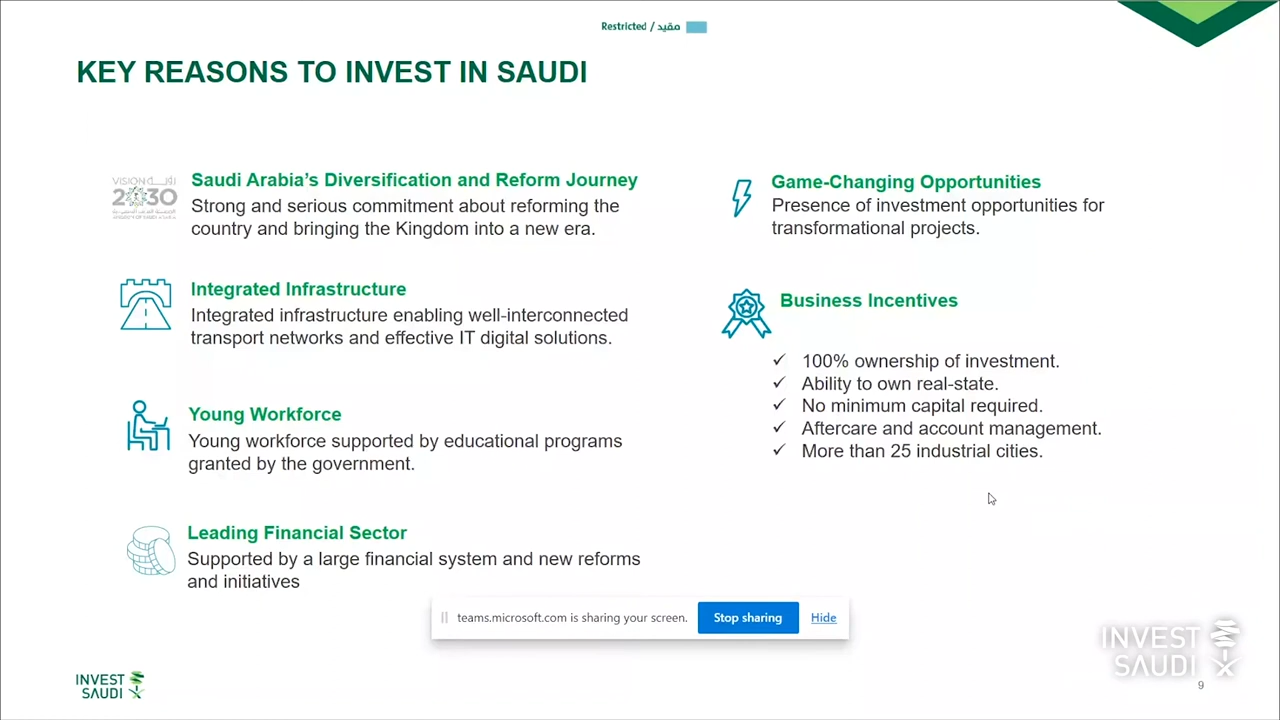 Restricted / مقيد
KEY REASONS TO INVEST IN SAUDI
VISION رؤيــة
2030
Saudi Arabia’s Diversification and Reform Journey
Strong and serious commitment about reforming the
country and bringing the Kingdom into a new era.
Integrated Infrastructure
Integrated infrastructure enabling well-interconnected
transport networks and effective IT digital solutions.
Young Workforce
Young workforce supported by educational programs
granted by the government.
Leading Financial Sector
Supported by a large financial system and new reforms
and initiatives
Game-Changing Opportunities
Presence of investment opportunities for
transformational projects.
Business Incentives
✓ 100% ownership of investment.
✓ Ability to own real-state.
✓ No minimum capital required.
✓ Aftercare and account management.
✓ More than 25 industrial cities.
teams.microsoft.com is sharing your screen. Stop sharing Hide
INVEST
SAUDI
INVEST
SAUDI
9